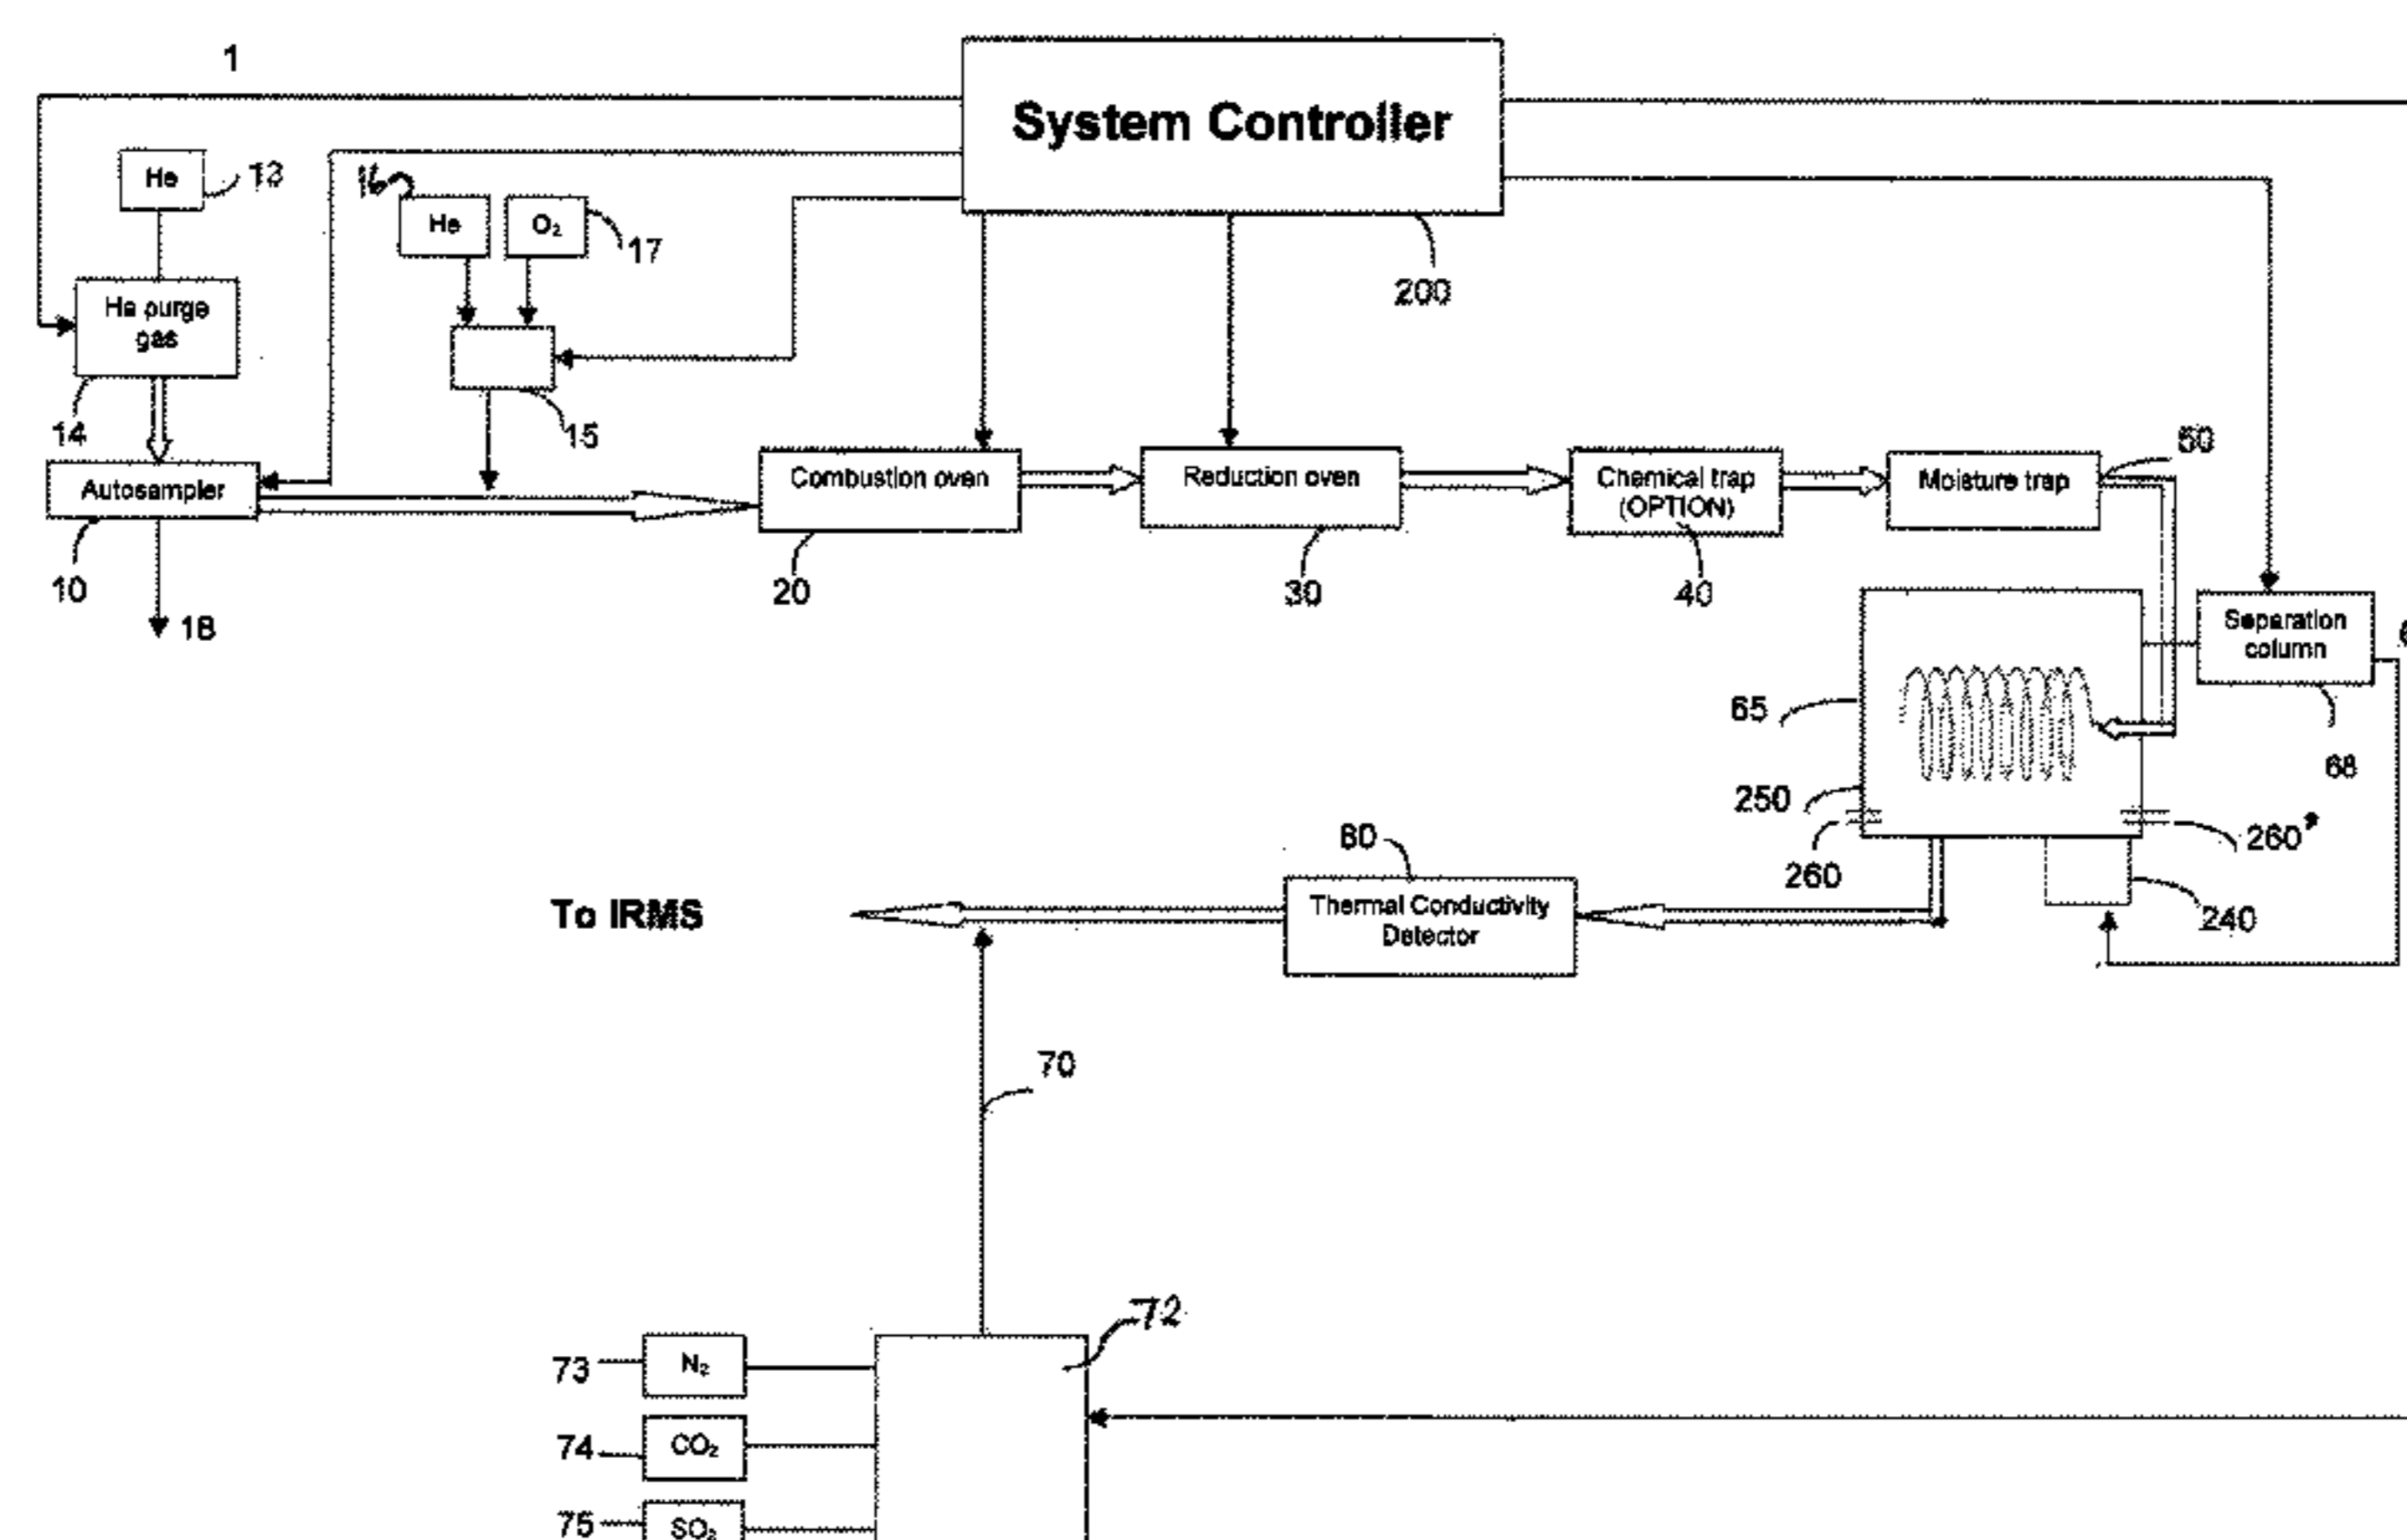 1
System Controller
He
13
16
He
O₂
17
He purge
gas
200
14
15
50
Autosampler
Combustion oven
Reduction oven
Chemical trap
(OPTION)
Moisture trap
10
20
30
40
18
Separation
column
65
68
250
260
260*
80
To IRMS
Thermal Conductivity
Detector
240
70
72
73
N₂
74
CO₂
75
SO₂